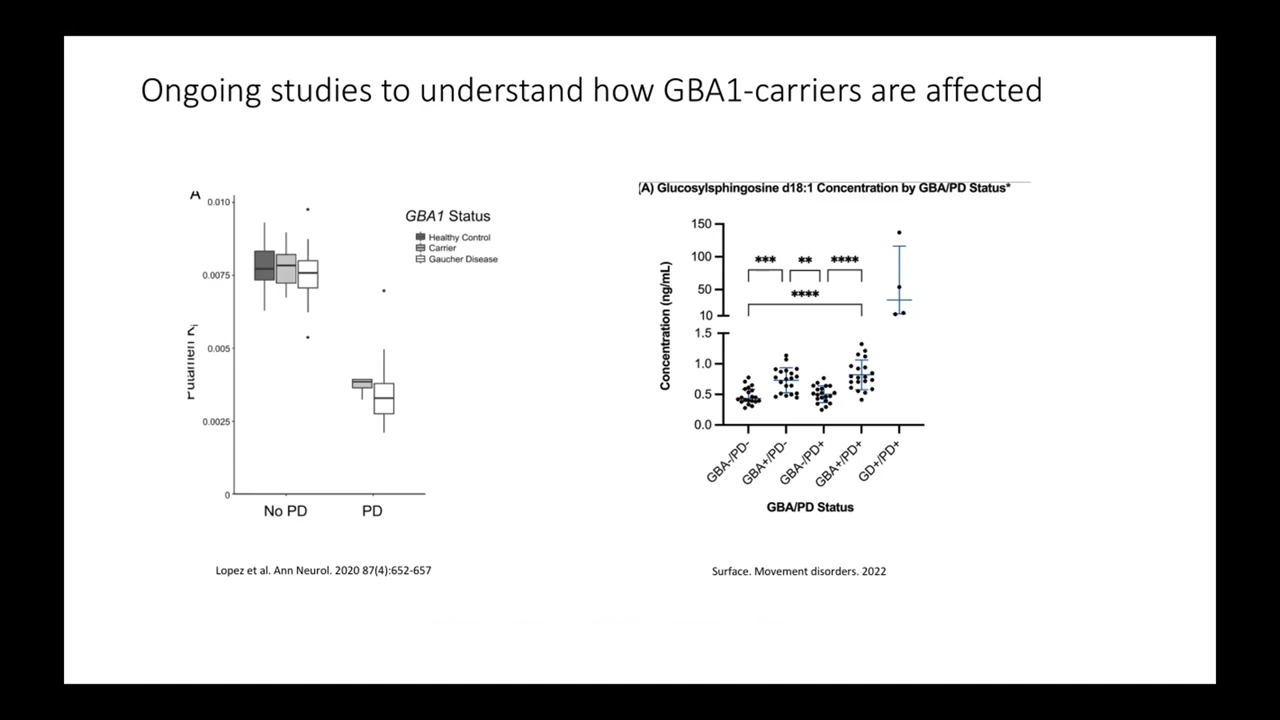 Ongoing studies to understand how GBA1-carriers are affected
A
0.010
0.0075
0.005
0.0025
0
No PD
PD
GBA1 Status
Healthy Control
Carrier
Gaucher Disease
Lopez et al. Ann Neurol. 2020 87(4):652-657
(A) Glucosylsphingosine d18:1 Concentration by GBA/PD Status*
Concentration (ng/mL)
150
100
50
10
1.5
1.0
0.5
0.0
*** ** ****
****
GBA-/PD-
GBA+/PD-
GBA-/PD+
GBA+/PD+
GD+/PD+
GBA/PD Status
Surface. Movement disorders. 2022